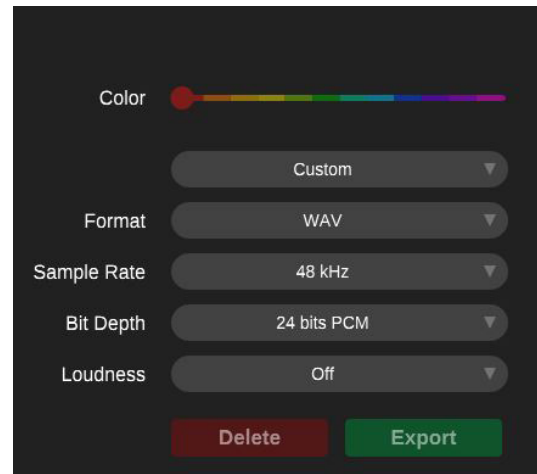 Color
Custom
Format WAV
Sample Rate 48 kHz
Bit Depth 24 bits PCM
Loudness Off
Delete Export